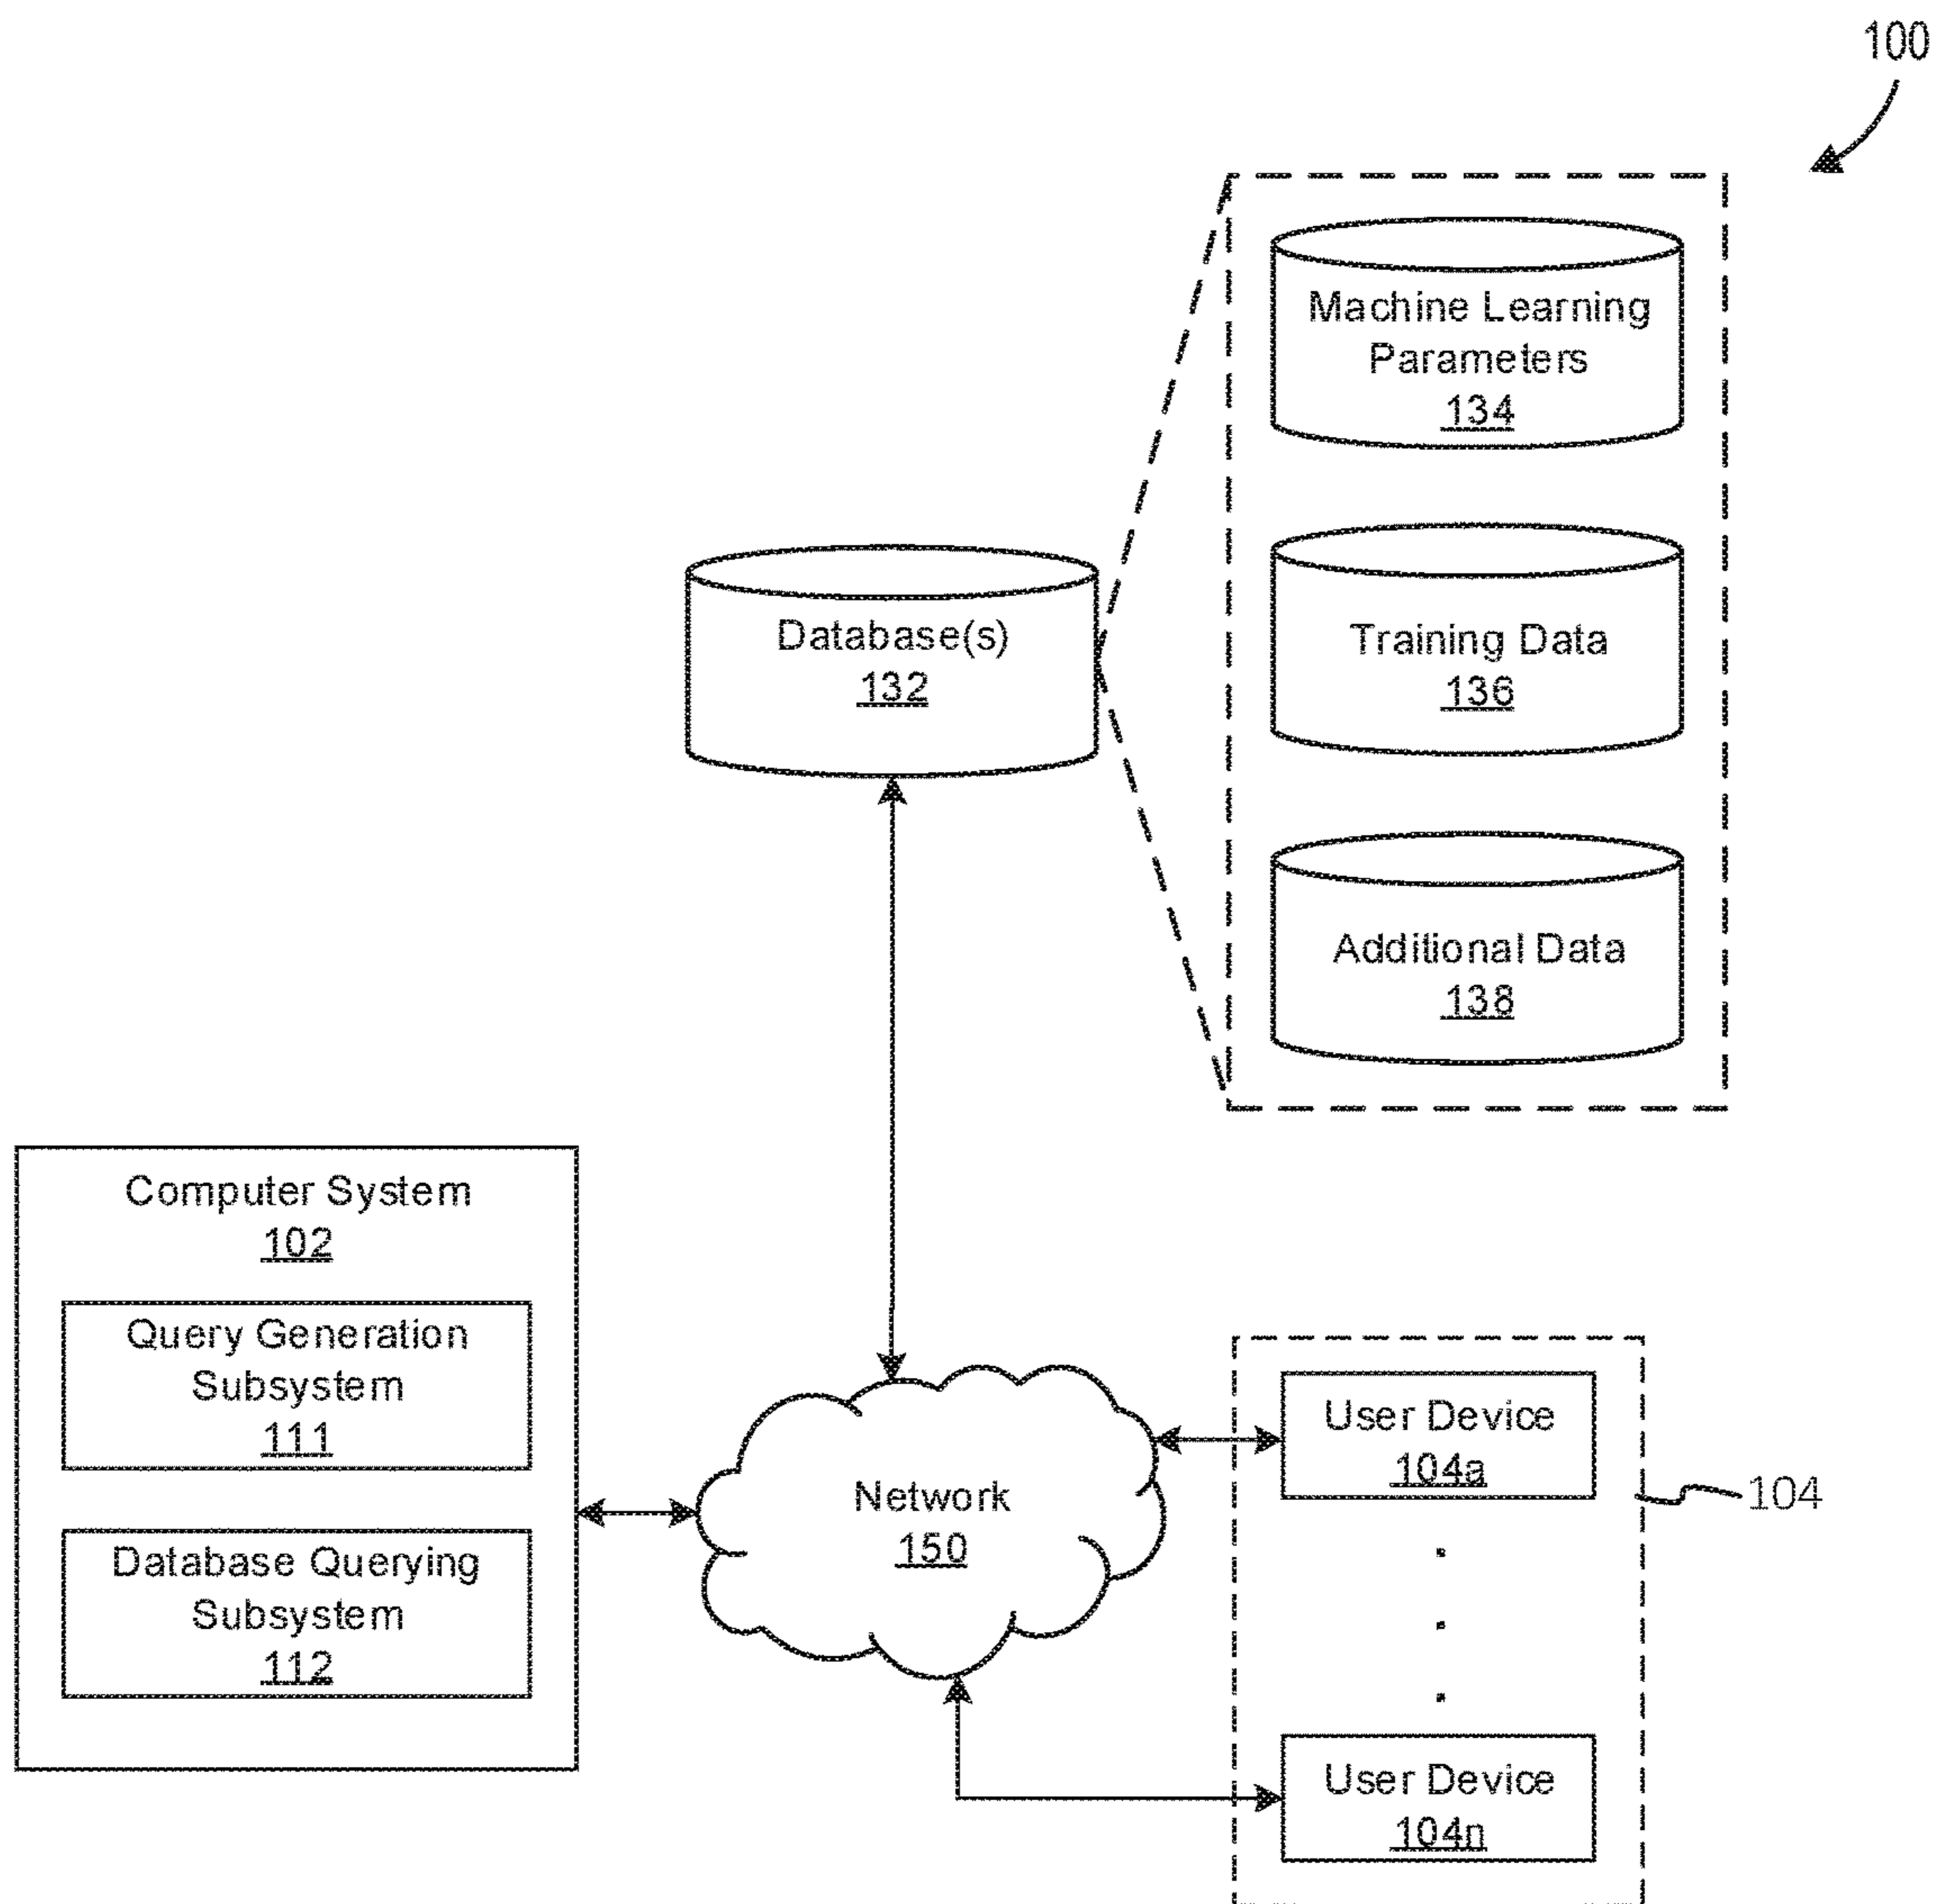 100
Machine Learning
Parameters
134
Database(s)
132
Training Data
136
Additional Data
138
Computer System
102
Query Generation
Subsystem
111
Database Querying
Subsystem
112
Network
150
User Device
104a
104
User Device
104n